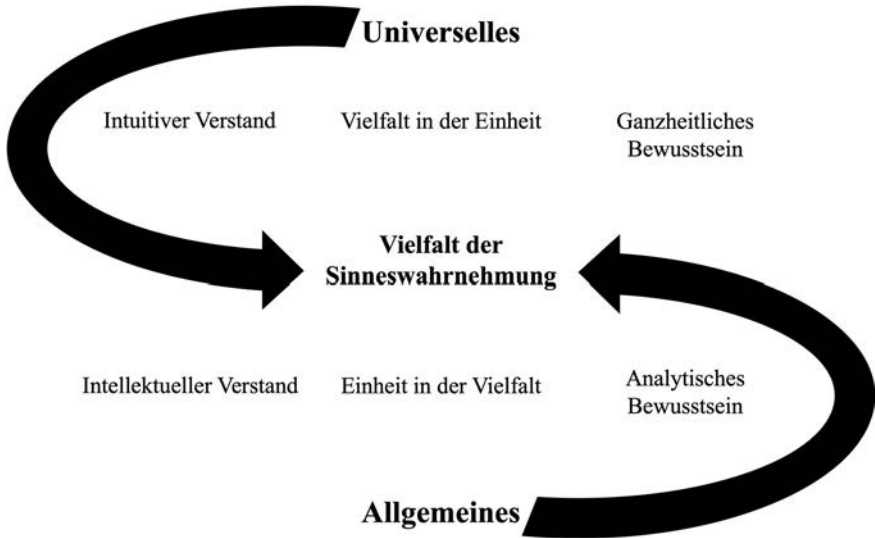 Universelles
Intuitiver Verstand
Vielfalt in der Einheit
Ganzheitliches
Bewusstsein
Vielfalt der
Sinneswahrnehmung
Intellektueller Verstand
Einheit in der Vielfalt
Analytisches
Bewusstsein
Allgemeines